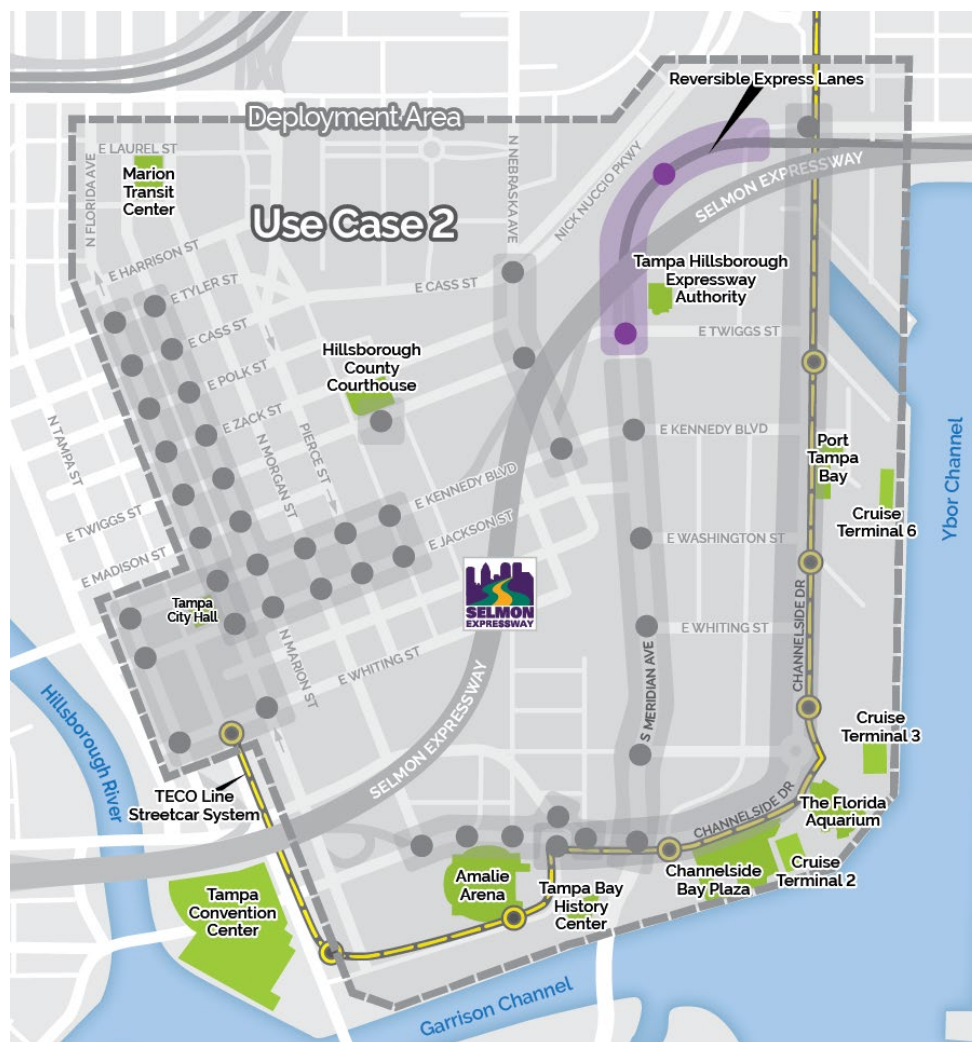 Reversible Express Lanes
Deployment Area
E LAUREL ST
Marion
Transit
Center
N FLORIDA AVE
N NEBRASKA AVE
NICK NUCCIO PKWY
SELMON EXPRESSWAY
Use Case 2
E HARRISON ST
E TYLER ST
E CASS ST
E CASS ST
Tampa Hillsborough
Expressway
Authority
E TWIGGS ST
Hillsborough
County
Courthouse
E POLK ST
E ZACK ST
N TAMPA ST
N MORGAN ST
PIERCE ST
E KENNEDY BLVD
E KENNEDY BLVD
Port
Tampa
Bay
Cruise
Terminal 6
Ybor Channel
E TWIGGS ST
E MADISON ST
E JACKSON ST
E WASHINGTON ST
SELMON
EXPRESSWAY
Tampa
City Hall
N MARION ST
E WHITING ST
E WHITING ST
CHANNELSIDE DR
S MERIDIAN AVE
SELMON EXPRESSWAY
Hillsborough River
Cruise
Terminal 3
TECO Line
Streetcar System
CHANNELSIDE DR
The Florida
Aquarium
Channelside
Bay Plaza
Cruise
Terminal 2
Amalie
Arena
Tampa Bay
History
Center
Tampa
Convention
Center
Garrison Channel